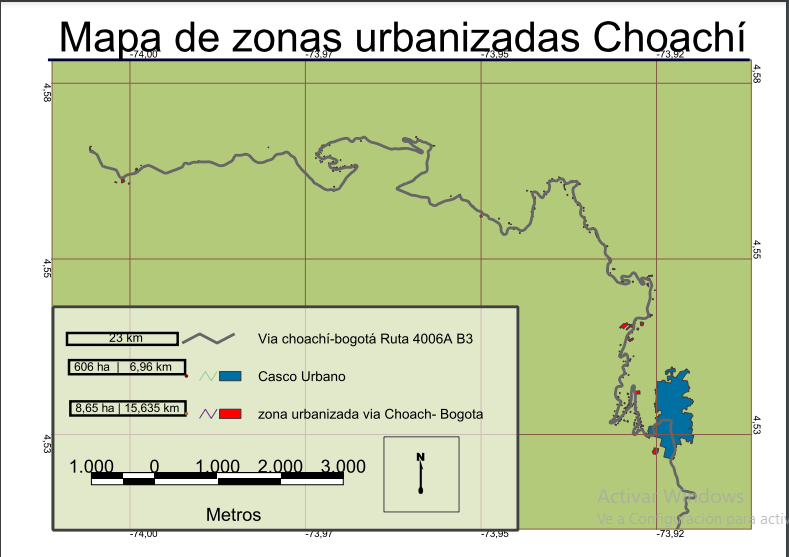 Mapa de zonas urbanizadas Choachí
-74,00 -73,97 -73,95 -73,92
4,58 4,58
4,55 4,55
23 km Via choachí-bogotá Ruta 4006A B3
606 ha | 6,96 km Casco Urbano
8,65 ha | 15,635 km zona urbanizada via Choach- Bogota
4,53 4,53
N
1.000 0 1.000 2.000 3.000
Metros
Activar Windows
Ve a Configuración para activ
-74,00 -73,97 -73,95 -73,92